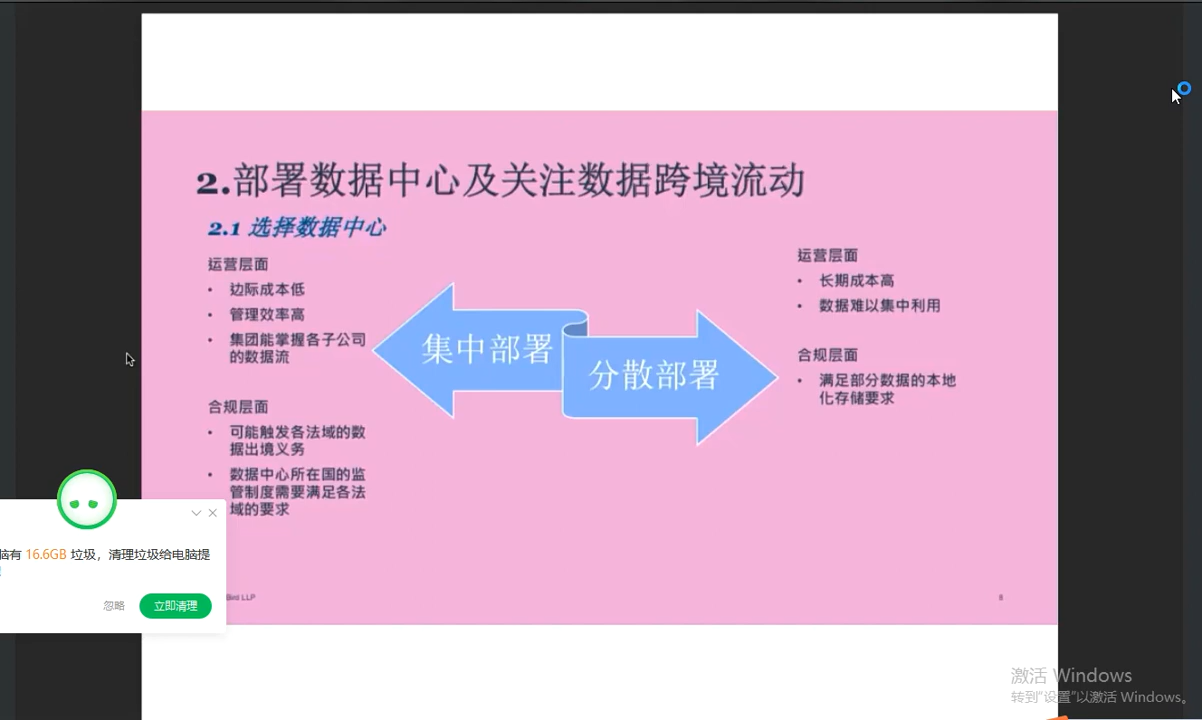 2.部署数据中心及关注数据跨境流动
2.1 选择数据中心
运营层面
• 边际成本低
• 管理效率高
• 集团能掌握各子公司
的数据流
合规层面
• 可能触发各法域的数
据出境义务
• 数据中心所在国的监
管制度需要满足各法
域的要求
集中部署
分散部署
运营层面
• 长期成本高
• 数据难以集中利用
合规层面
• 满足部分数据的本地
化存储要求
Bird LLP
8
脑有 16.6GB 垃圾，清理垃圾给电脑提
忽略
立即清理
激活 Windows
转到“设置”以激活 Windows。